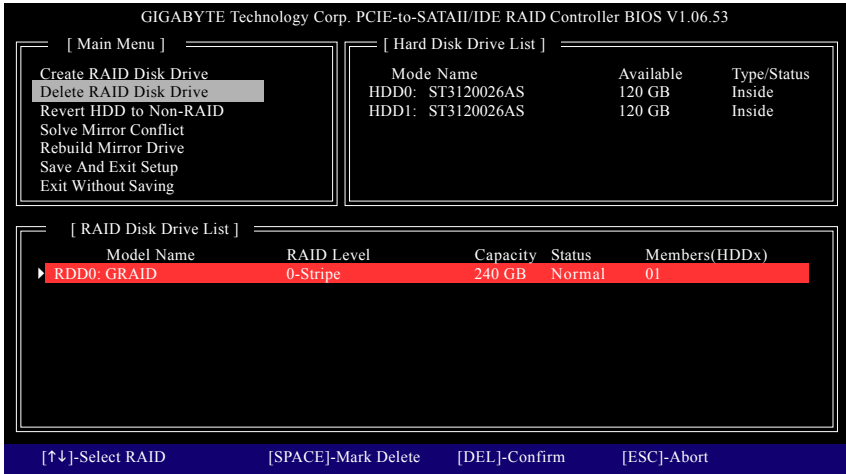 GIGABYTE Technology Corp. PCIE-to-SATAII/IDE RAID Controller BIOS V1.06.53
[ Main Menu ]
Create RAID Disk Drive
Delete RAID Disk Drive
Revert HDD to Non-RAID
Solve Mirror Conflict
Rebuild Mirror Drive
Save And Exit Setup
Exit Without Saving
[ Hard Disk Drive List ]
Mode Name Available Type/Status
HDD0: ST3120026AS 120 GB Inside
HDD1: ST3120026AS 120 GB Inside
[ RAID Disk Drive List ]
Model Name RAID Level Capacity Status Members(HDDx)
RDD0: GRAID 0-Stripe 240 GB Normal 01
[↑↓]-Select RAID [SPACE]-Mark Delete [DEL]-Confirm [ESC]-Abort